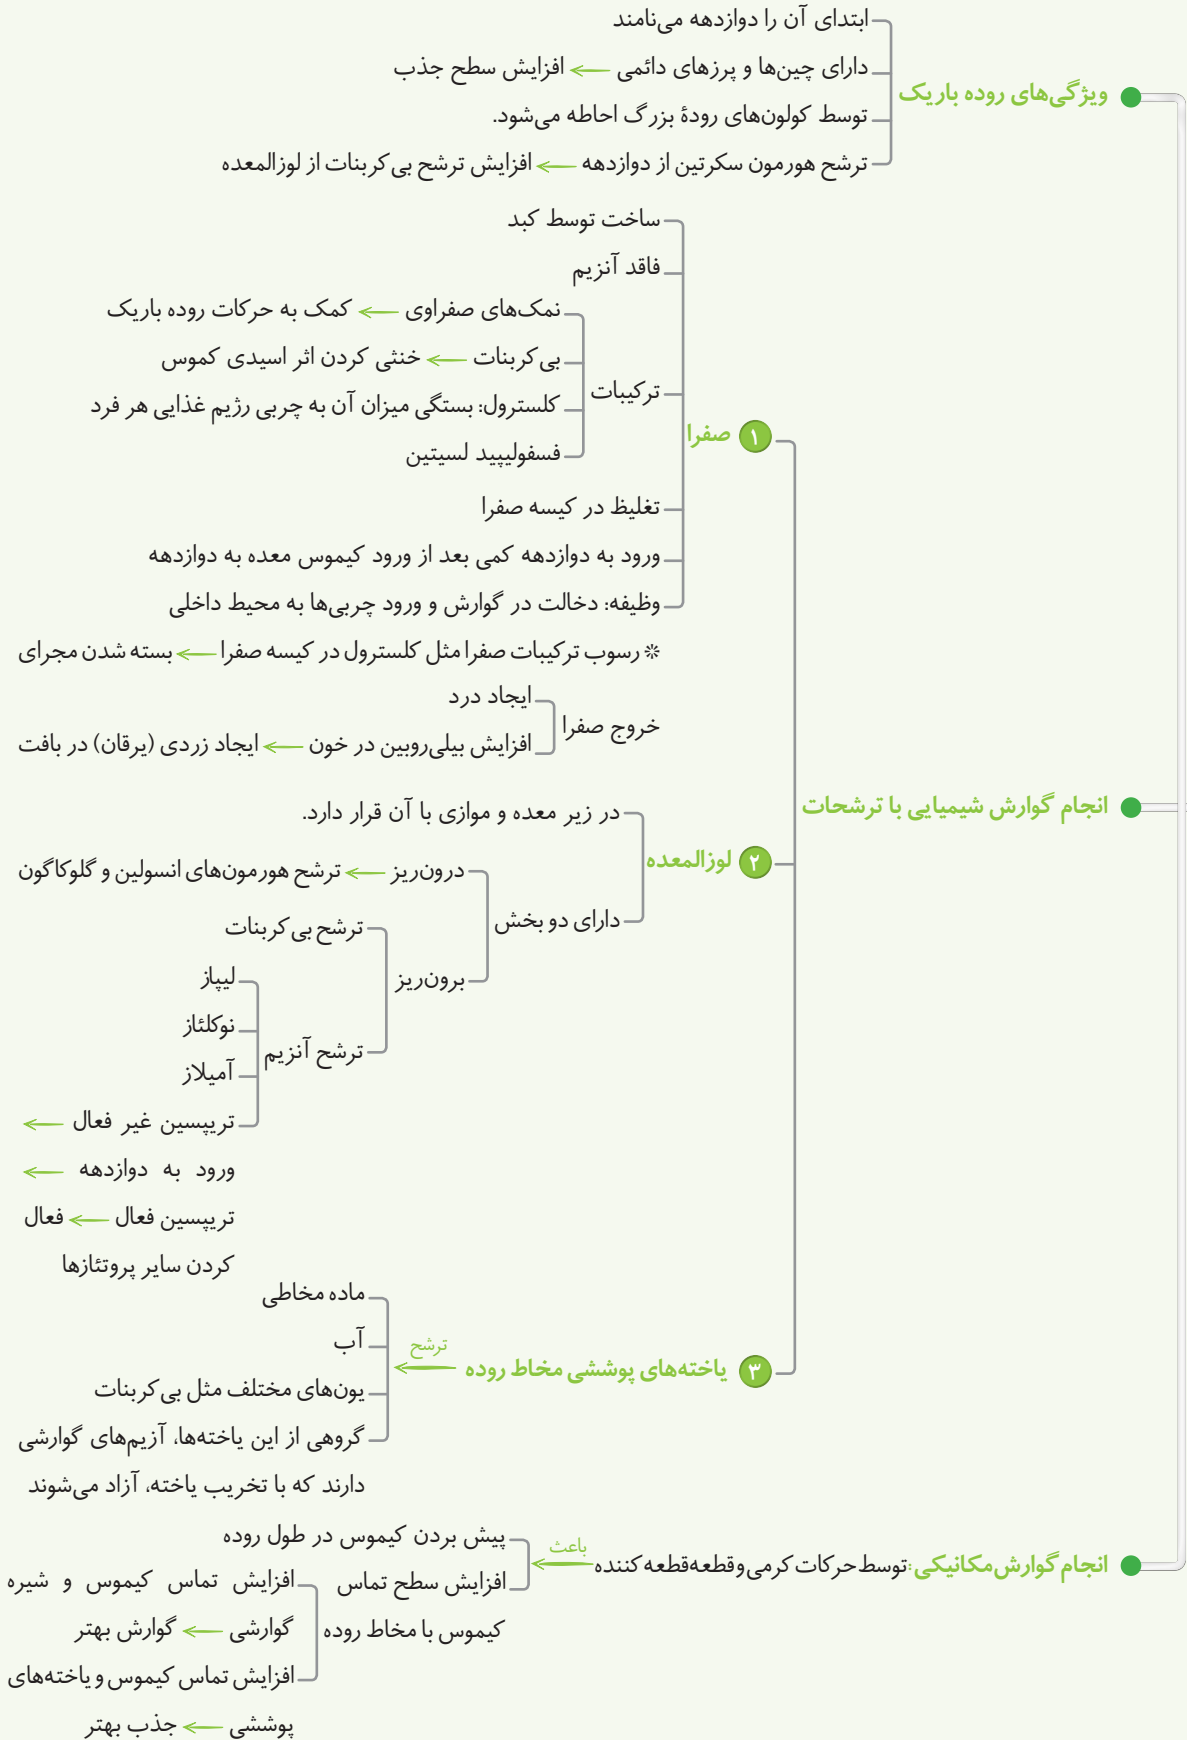 ویژگی‌های روده باریک
ابتدای آن را دوازدهه می‌نامند
دارای چین‌ها و پرزهای دائمی ← افزایش سطح جذب
توسط کولون‌های رودهٔ بزرگ احاطه می‌شود.
ترشح هورمون سکرتین از دوازدهه ← افزایش ترشح بی‌کربنات از لوزالمعده
انجام گوارش شیمیایی با ترشحات
۱ صفرا
ساخت توسط کبد
فاقد آنزیم
ترکیبات
نمک‌های صفراوی ← کمک به حرکات روده باریک
بی‌کربنات ← خنثی کردن اثر اسیدی کموس
کلسترول: بستگی میزان آن به چربی رژیم غذایی هر فرد
فسفولیپید لسیتین
تغلیظ در کیسه صفرا
ورود به دوازدهه کمی بعد از ورود کیموس معده به دوازدهه
وظیفه: دخالت در گوارش و ورود چربی‌ها به محیط داخلی
❊ رسوب ترکیبات صفرا مثل کلسترول در کیسه صفرا ← بسته شدن مجرای
خروج صفرا
ایجاد درد
افزایش بیلی‌روبین در خون ← ایجاد زردی (یرقان) در بافت
۲ لوزالمعده
در زیر معده و موازی با آن قرار دارد.
دارای دو بخش
درون‌ریز ← ترشح هورمون‌های انسولین و گلوکاگون
برون‌ریز
ترشح بی‌کربنات
ترشح آنزیم
لیپاز
نوکلئاز
آمیلاز
تریپسین غیر فعال ←
ورود به دوازدهه ←
تریپسین فعال ← فعال
کردن سایر پروتئازها
۳ یاخته‌های پوششی مخاط روده
ترشح
ماده مخاطی
آب
یون‌های مختلف مثل بی‌کربنات
گروهی از این یاخته‌ها، آزیم‌های گوارشی
دارند که با تخریب یاخته، آزاد می‌شوند
انجام گوارش مکانیکی: توسط حرکات کرمی و قطعه‌قطعه کننده
باعث
پیش بردن کیموس در طول روده
افزایش سطح تماس
کیموس با مخاط روده
افزایش تماس کیموس و شیره
گوارشی ← گوارش بهتر
افزایش تماس کیموس و یاخته‌های
پوششی ← جذب بهتر